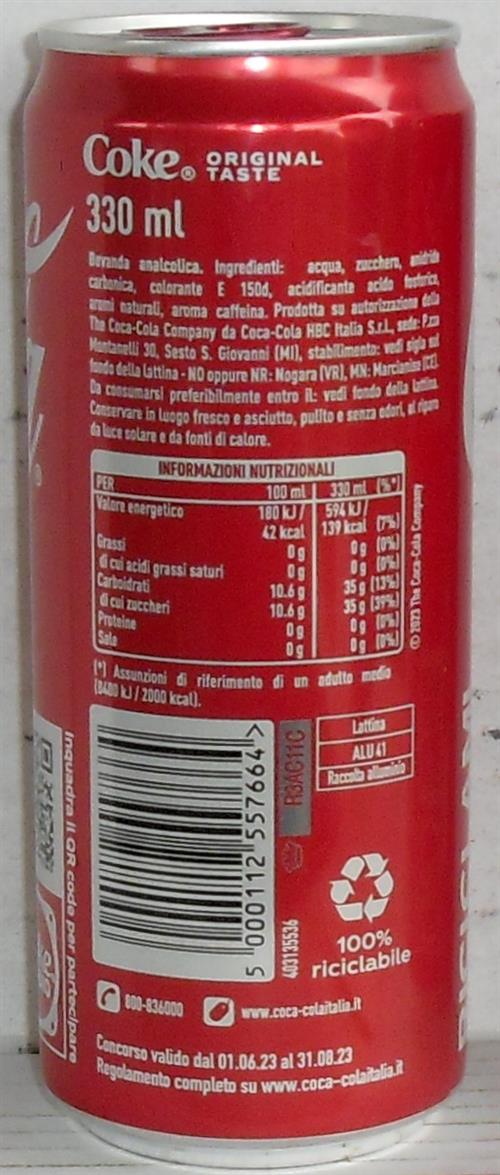 Coke® ORIGINAL TASTE
330 ml
Bevanda analcolica. Ingredienti: acqua, zucchero, anidride
carbonica, colorante E 150d, acidificante acido fosforico,
aromi naturali, aroma caffeina. Prodotta su autorizzazione della
The Coca-Cola Company da Coca-Cola HBC Italia S.r.l., sede: P.zza
Montanelli 30, Sesto S. Giovanni (MI), stabilimento: vedi sigla sul
fondo della lattina - NO oppure NR: Nogara (VR), MN: Marcianise (CE).
Da consumarsi preferibilmente entro il: vedi fondo della lattina.
Conservare in luogo fresco e asciutto, pulito e senza odori, al riparo
da luce solare e da fonti di calore.
INFORMAZIONI NUTRIZIONALI
PER 100 ml 330 ml (%*)
Valore energetico 180 kJ / 594 kJ /
42 kcal 139 kcal (7%)
Grassi 0 g 0 g (0%)
di cui acidi grassi saturi 0 g 0 g (0%)
Carboidrati 10.6 g 35 g (13%)
di cui zuccheri 10.6 g 35 g (39%)
Proteine 0 g 0 g (0%)
Sale 0 g 0 g (0%)
© 2023 The Coca-Cola Company
(*) Assunzioni di riferimento di un adulto medio
(8400 kJ / 2000 kcal).
5 000112 557664 >
R3AC11C
403135536
Lattina
ALU 41
Raccolta alluminio
100%
riciclabile
Inquadra il QR code per partecipare
800-836000
www.coca-colaitalia.it
Concorso valido dal 01.06.23 al 31.08.23
Regolamento completo su www.coca-colaitalia.it